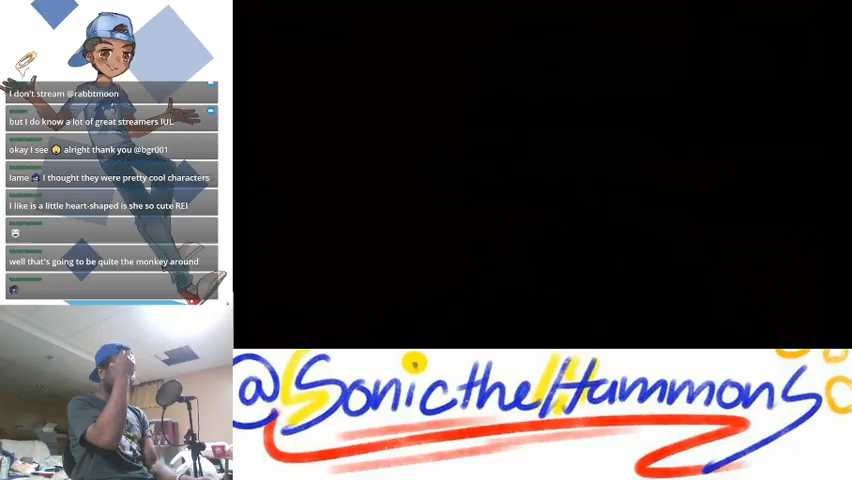 I don't stream @rabbtmoon
but I do know a lot of great streamers lUL
okay I see alright thank you @bgr001
lame I thought they were pretty cool characters
I like is a little heart-shaped is she so cute REI
well that's going to be quite the monkey around
@SonictheHammons